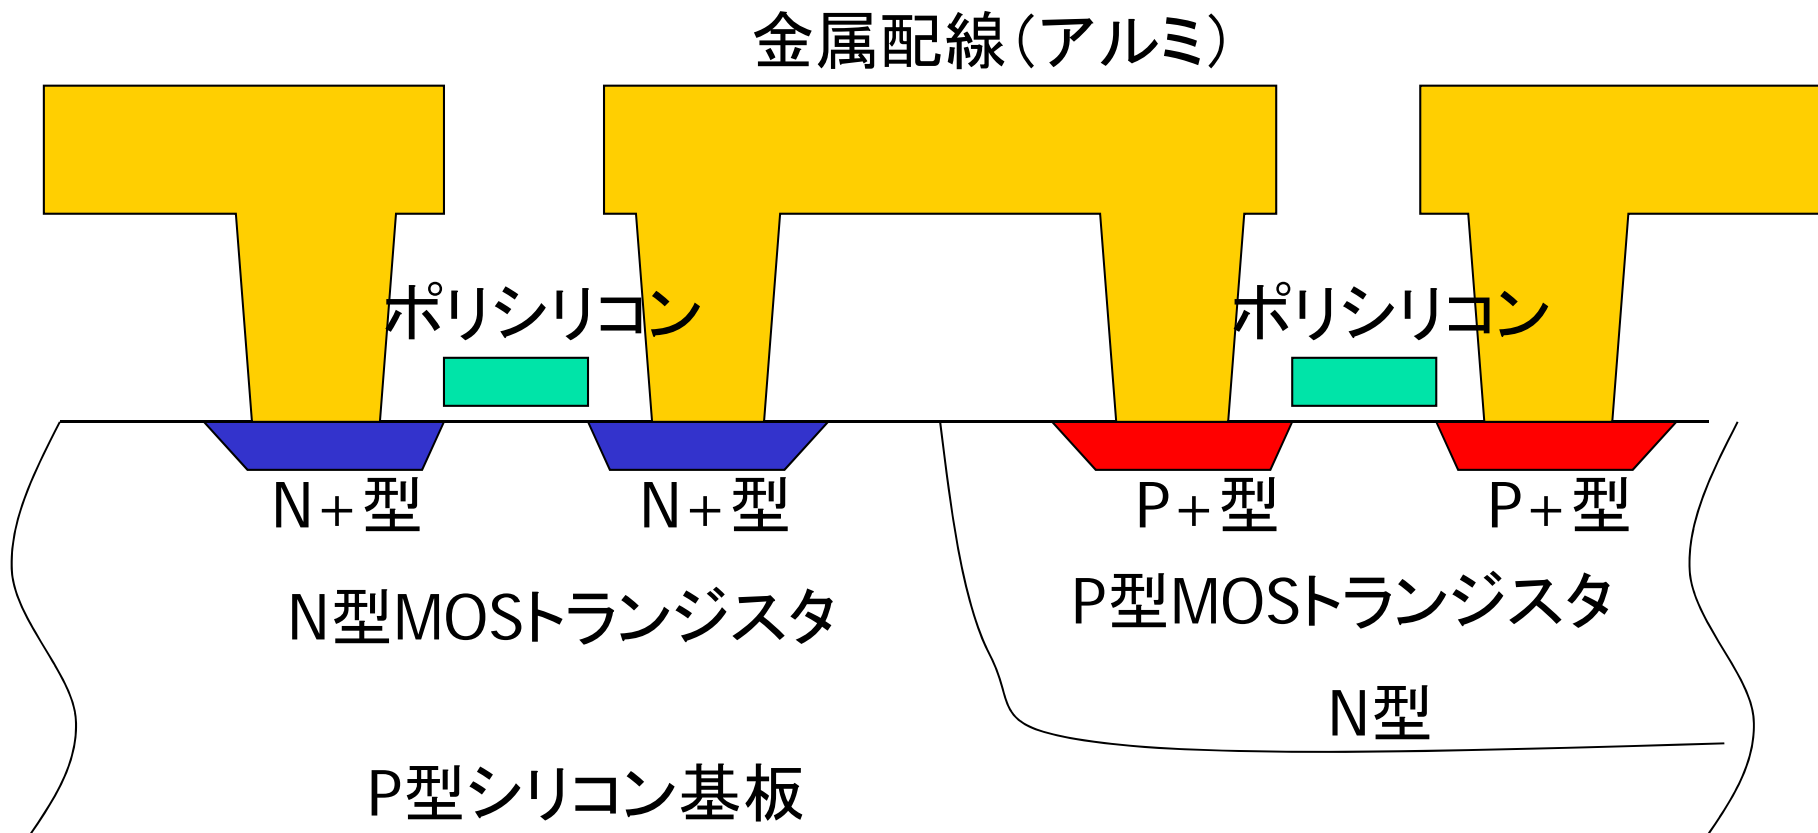 金属配線(アルミ)
ポリシリコン
ポリシリコン
N+型
N+型
P+型
P+型
N型MOSトランジスタ
P型MOSトランジスタ
N型
P型シリコン基板